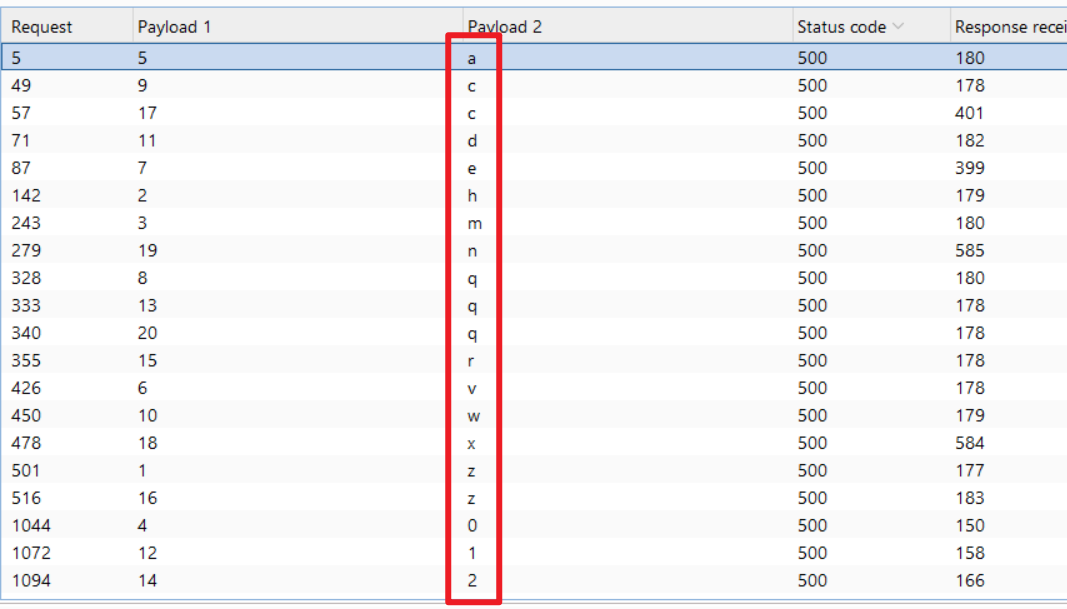 Request Payload 1 Payload 2 Status code Response recei
5 5 a 500 180
49 9 c 500 178
57 17 c 500 401
71 11 d 500 182
87 7 e 500 399
142 2 h 500 179
243 3 m 500 180
279 19 n 500 585
328 8 q 500 180
333 13 q 500 178
340 20 q 500 178
355 15 r 500 178
426 6 v 500 178
450 10 w 500 179
478 18 x 500 584
501 1 z 500 177
516 16 z 500 183
1044 4 0 500 150
1072 12 1 500 158
1094 14 2 500 166